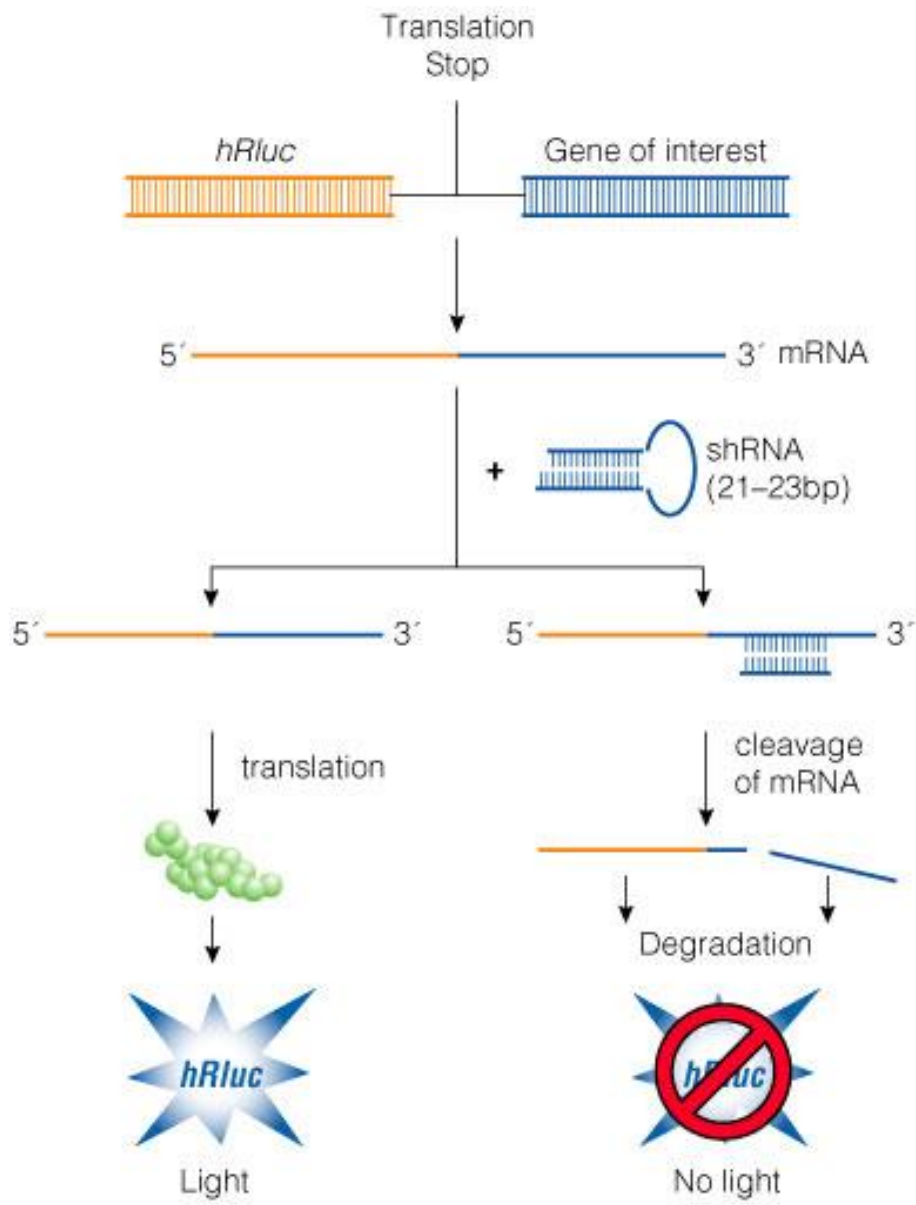 Translation
Stop
hRluc
Gene of interest
5´
3´ mRNA
+
shRNA
(21–23bp)
5´
3´
5´
3´
translation
cleavage
of mRNA
Degradation
hRluc
hRluc
Light
No light